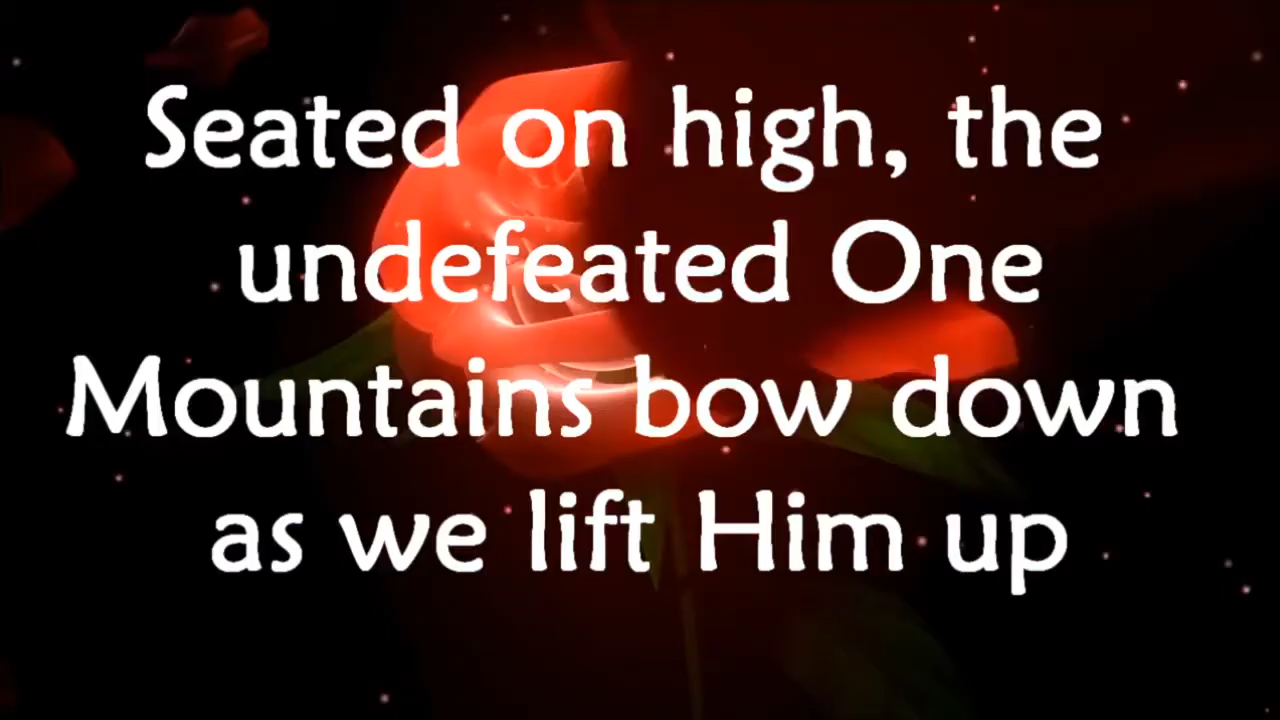 Seated on high, the
undefeated One
Mountains bow down
as we lift Him up